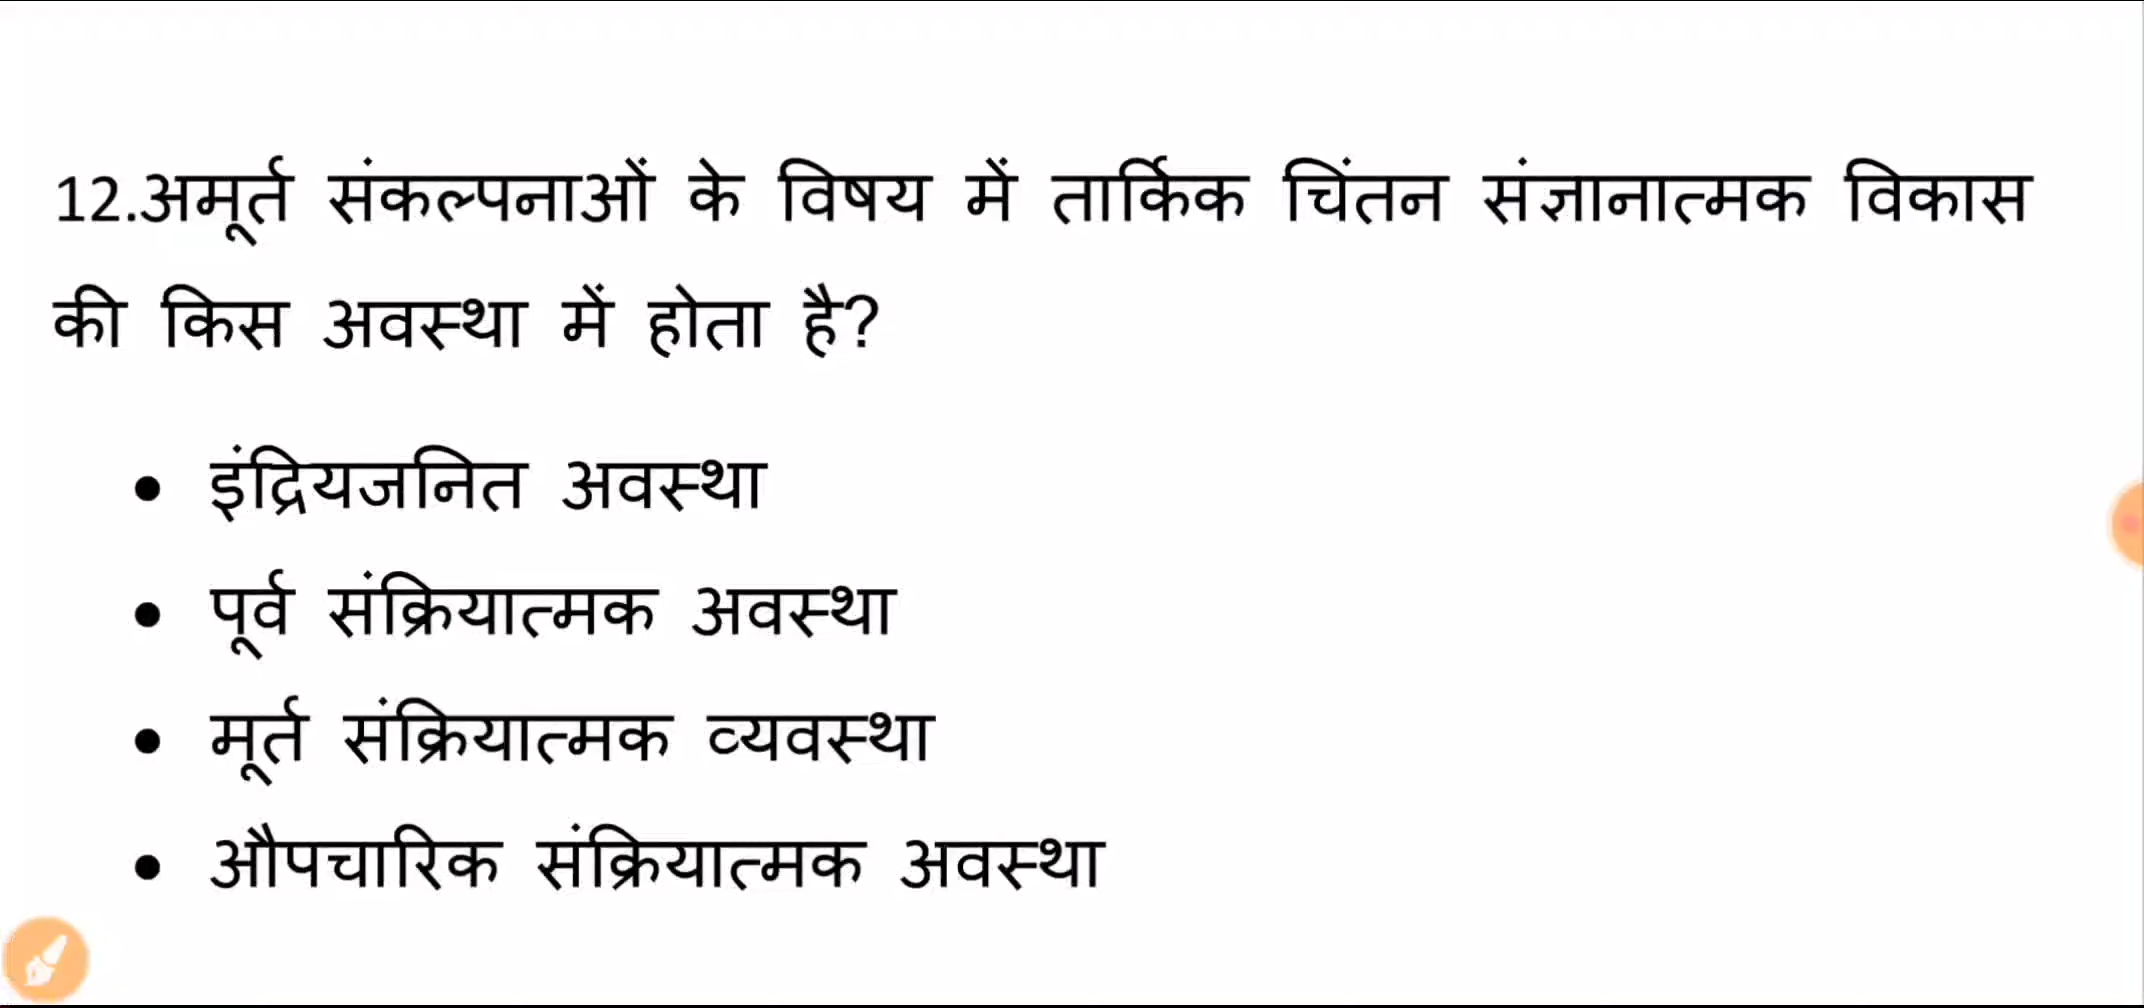 12.अमूर्त संकल्पनाओं के विषय में तार्किक चिंतन संज्ञानात्मक विकास
की किस अवस्था में होता है?
• इंद्रियजनित अवस्था
• पूर्व संक्रियात्मक अवस्था
• मूर्त संक्रियात्मक व्यवस्था
• औपचारिक संक्रियात्मक अवस्था